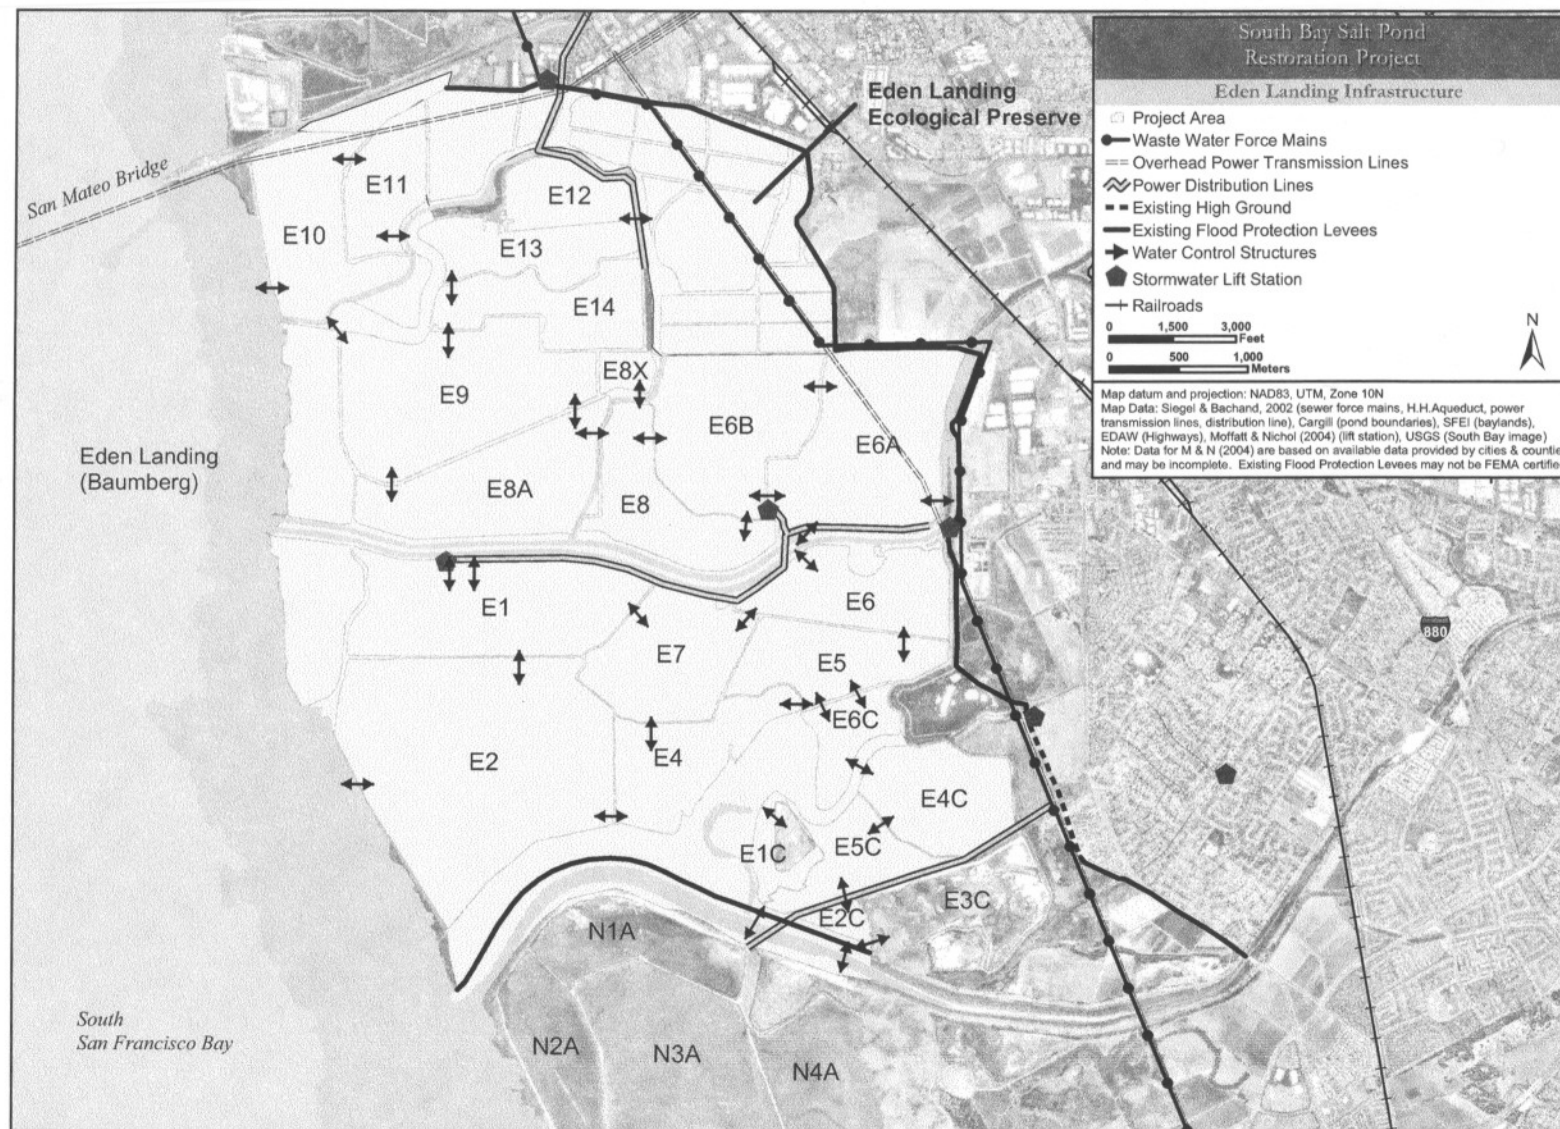 South Bay Salt Pond
Restoration Project
Eden Landing Infrastructure
Project Area
Waste Water Force Mains
Overhead Power Transmission Lines
Power Distribution Lines
Existing High Ground
Existing Flood Protection Levees
Water Control Structures
Stormwater Lift Station
Railroads
0 1,500 3,000
Feet
0 500 1,000
Meters
N
Map datum and projection: NAD83, UTM, Zone 10N
Map Data: Siegel & Bachand, 2002 (sewer force mains, H.H.Aqueduct, power
transmission lines, distribution line), Cargill (pond boundaries), SFEI (baylands),
EDAW (Highways), Moffatt & Nichol (2004) (lift station), USGS (South Bay image)
Note: Data for M & N (2004) are based on available data provided by cities & countie
and may be incomplete. Existing Flood Protection Levees may not be FEMA certifie
Eden Landing
Ecological Preserve
San Mateo Bridge
E11
E12
E10
E13
E14
E8X
E9
E6B
E6A
Eden Landing
(Baumberg)
E8A
E8
E1
E6
E7
E5
E6C
E2
E4
E4C
E1C
E5C
E3C
E2C
880
N1A
South
San Francisco Bay
N2A
N3A
N4A